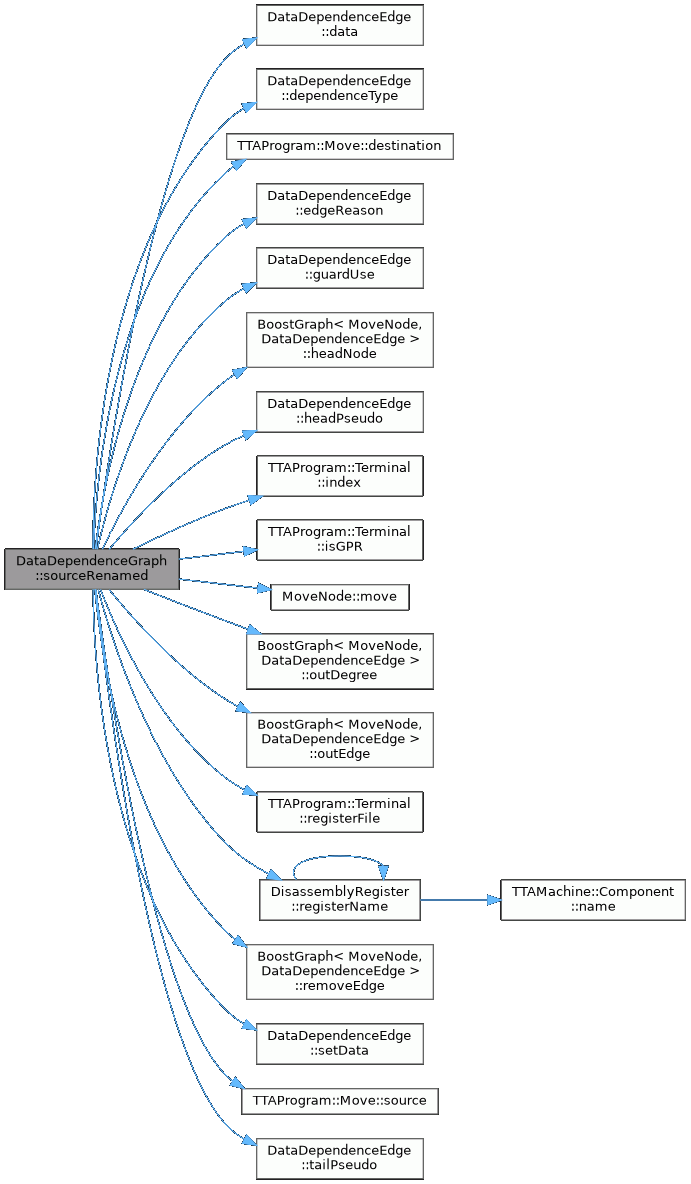 DataDependenceEdge
::data
DataDependenceEdge
::dependenceType
TTAProgram::Move::destination
DataDependenceEdge
::edgeReason
DataDependenceEdge
::guardUse
BoostGraph< MoveNode,
DataDependenceEdge >
::headNode
DataDependenceEdge
::headPseudo
TTAProgram::Terminal
::index
TTAProgram::Terminal
::isGPR
DataDependenceGraph
::sourceRenamed
MoveNode::move
BoostGraph< MoveNode,
DataDependenceEdge >
::outDegree
BoostGraph< MoveNode,
DataDependenceEdge >
::outEdge
TTAProgram::Terminal
::registerFile
DisassemblyRegister
::registerName
TTAMachine::Component
::name
BoostGraph< MoveNode,
DataDependenceEdge >
::removeEdge
DataDependenceEdge
::setData
TTAProgram::Move::source
DataDependenceEdge
::tailPseudo